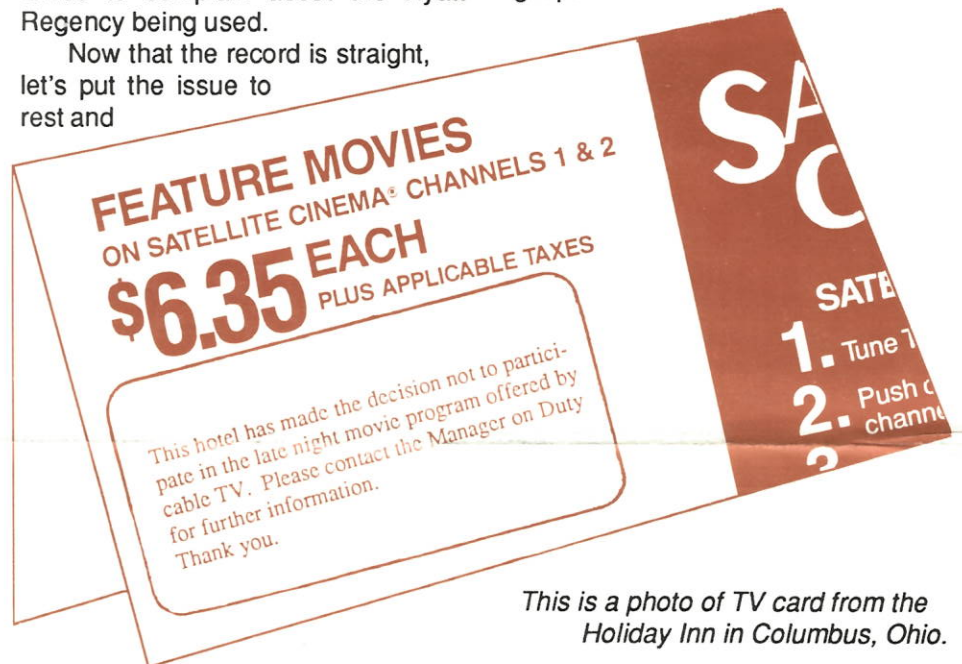 Regency being used.
Now that the record is straight,
let's put the issue to
rest and
FEATURE MOVIES
ON SATELLITE CINEMA® CHANNELS 1 & 2
$6.35 EACH
PLUS APPLICABLE TAXES
This hotel has made the decision not to partici-
pate in the late night movie program offered by
cable TV. Please contact the Manager on Duty
for further information.
Thank you.
SA
C
SATE
1. Tune T
2. Push
channe
This is a photo of TV card from the
Holiday Inn in Columbus, Ohio.